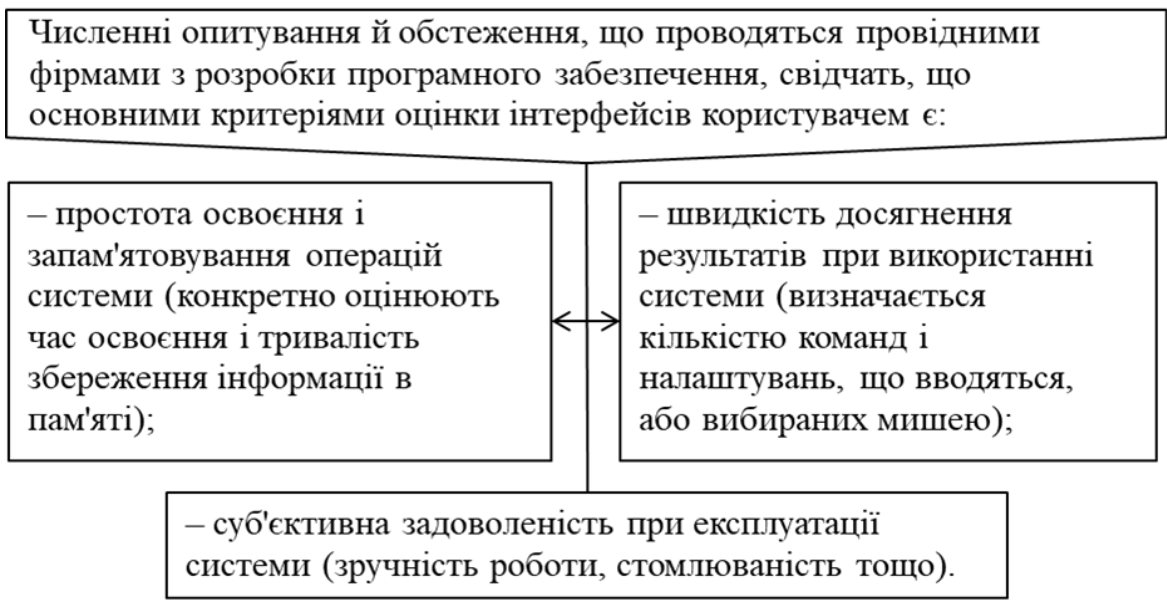 Численні опитування й обстеження, що проводяться провідними
фірмами з розробки програмного забезпечення, свідчать, що
основними критеріями оцінки інтерфейсів користувачем є:
– простота освоєння і
запам'ятовування операцій
системи (конкретно оцінюють
час освоєння і тривалість
збереження інформації в
пам'яті);
– швидкість досягнення
результатів при використанні
системи (визначається
кількістю команд і
налаштувань, що вводяться,
або вибираних мишею);
– суб'єктивна задоволеність при експлуатації
системи (зручність роботи, стомлюваність тощо).